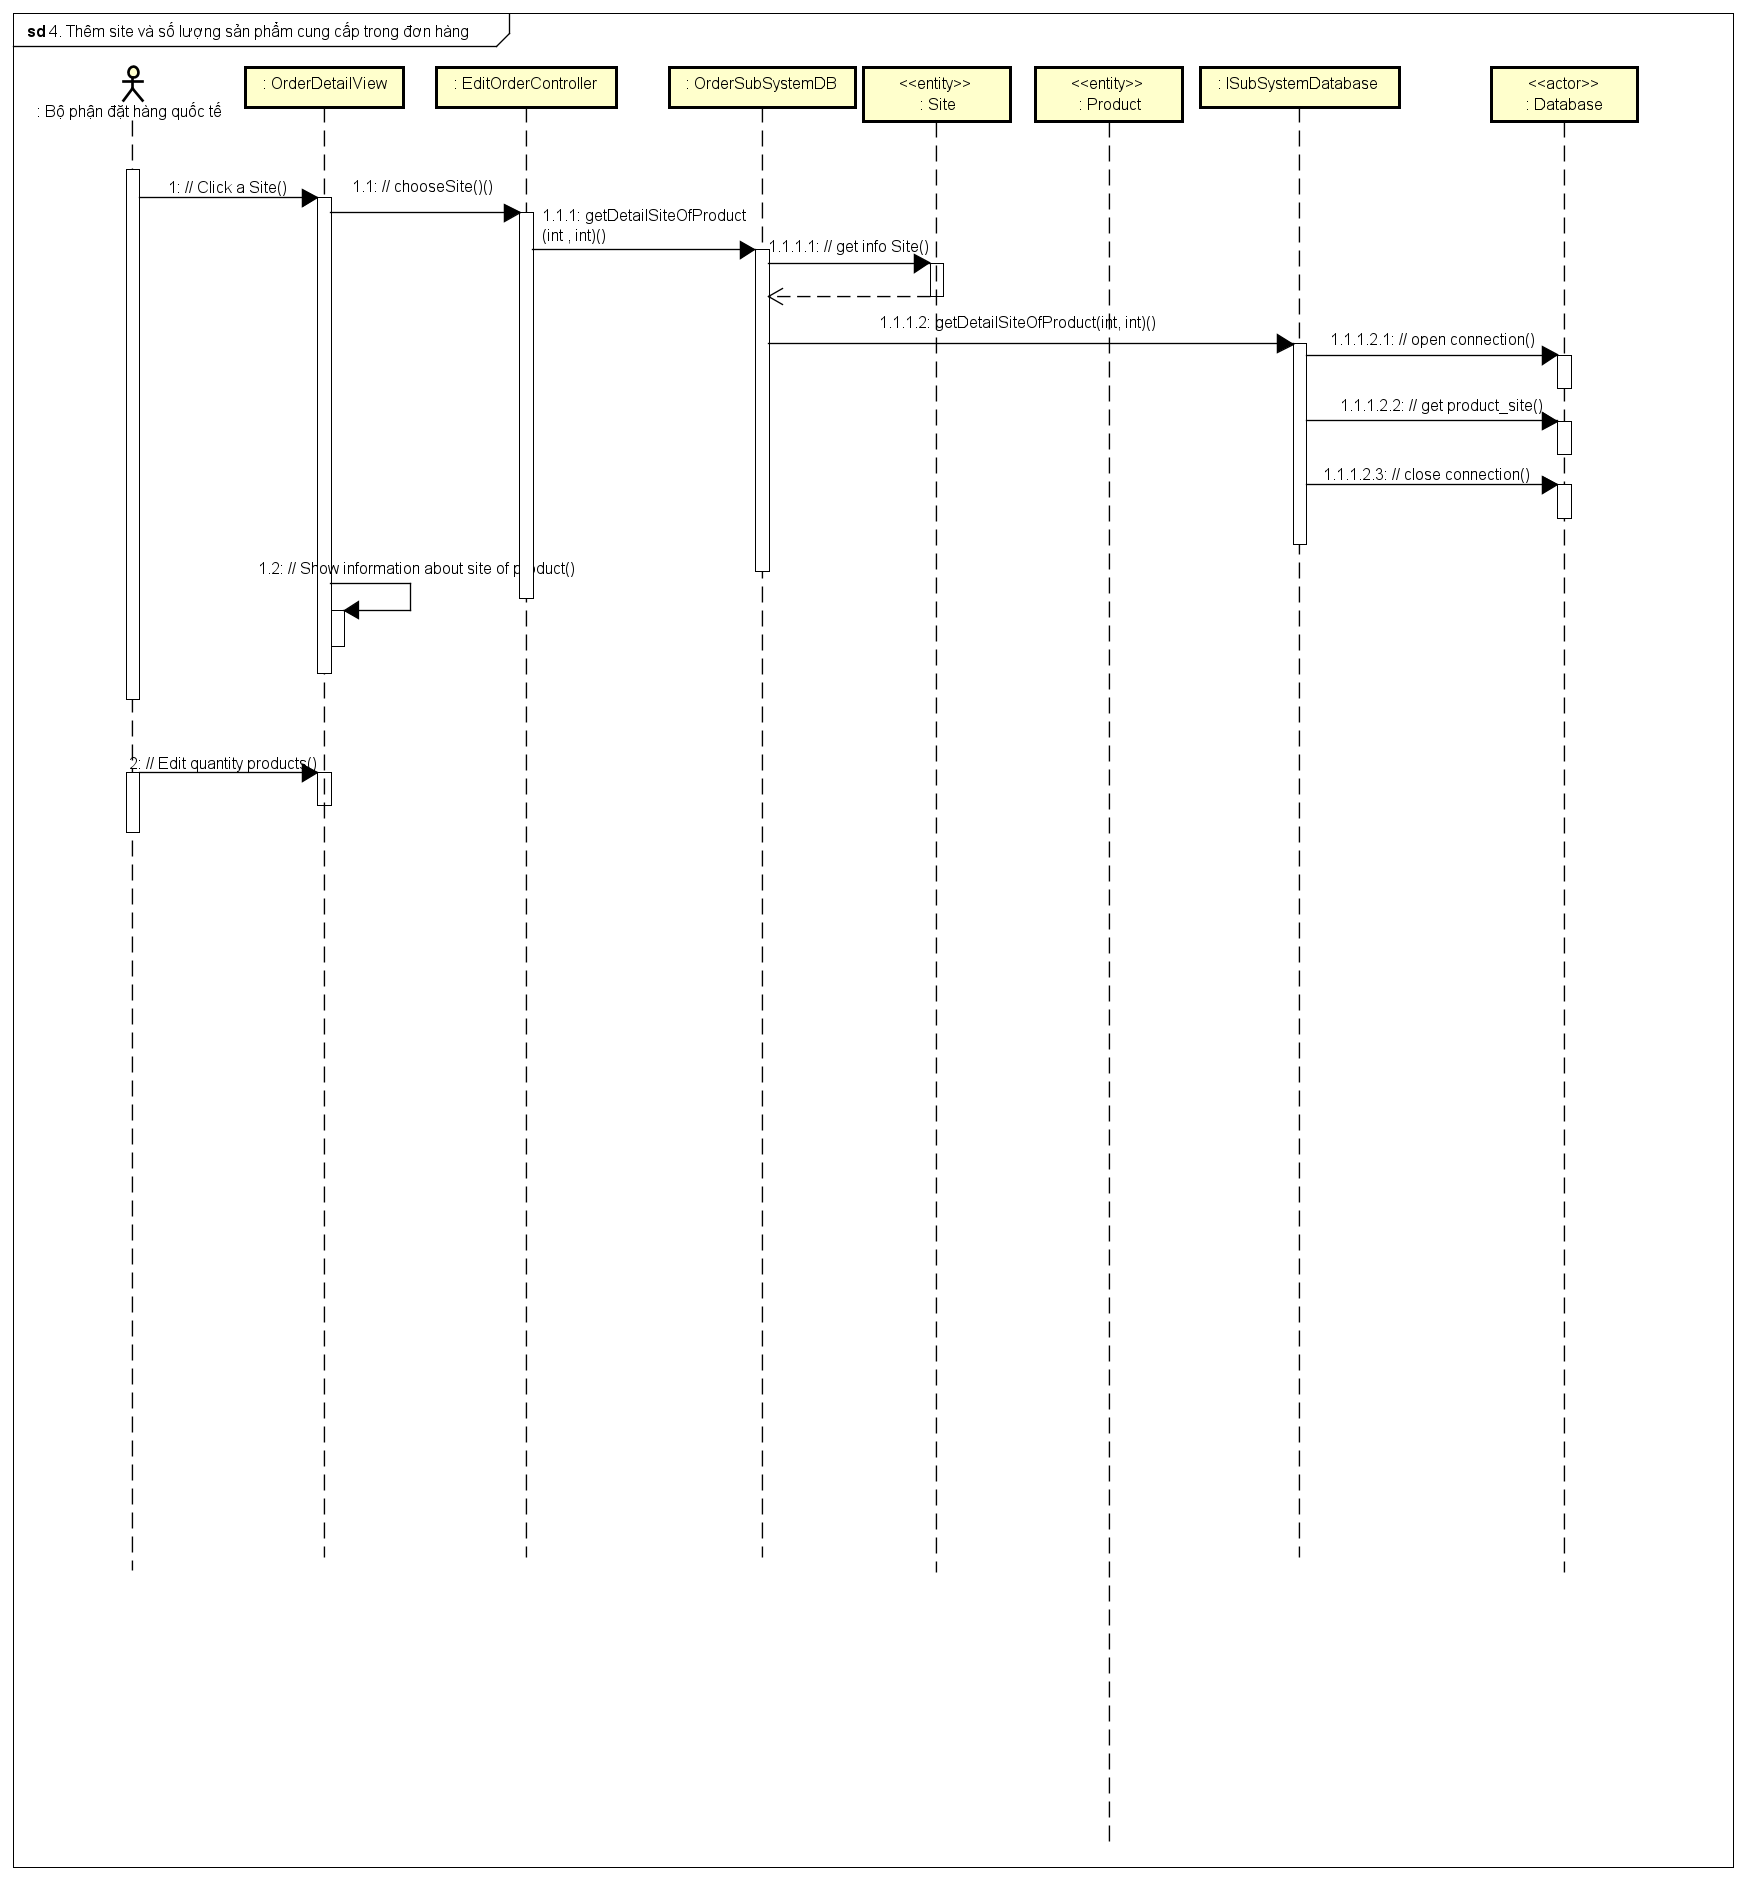 sd 4. Thêm site và số lượng sản phẩm cung cấp trong đơn hàng
: Bộ phận đặt hàng quốc tế
: OrderDetailView
: EditOrderController
: OrderSubSystemDB
<<entity>>
: Site
<<entity>>
: Product
: ISubSystemDatabase
<<actor>>
: Database
1: // Click a Site()
1.1: // chooseSite()()
1.1.1: getDetailSiteOfProduct
(int , int)()
1.1.1.1: // get info Site()
1.1.1.2: getDetailSiteOfProduct(int, int)()
1.1.1.2.1: // open connection()
1.1.1.2.2: // get product_site()
1.1.1.2.3: // close connection()
1.2: // Show information about site of product()
2: // Edit quantity products()